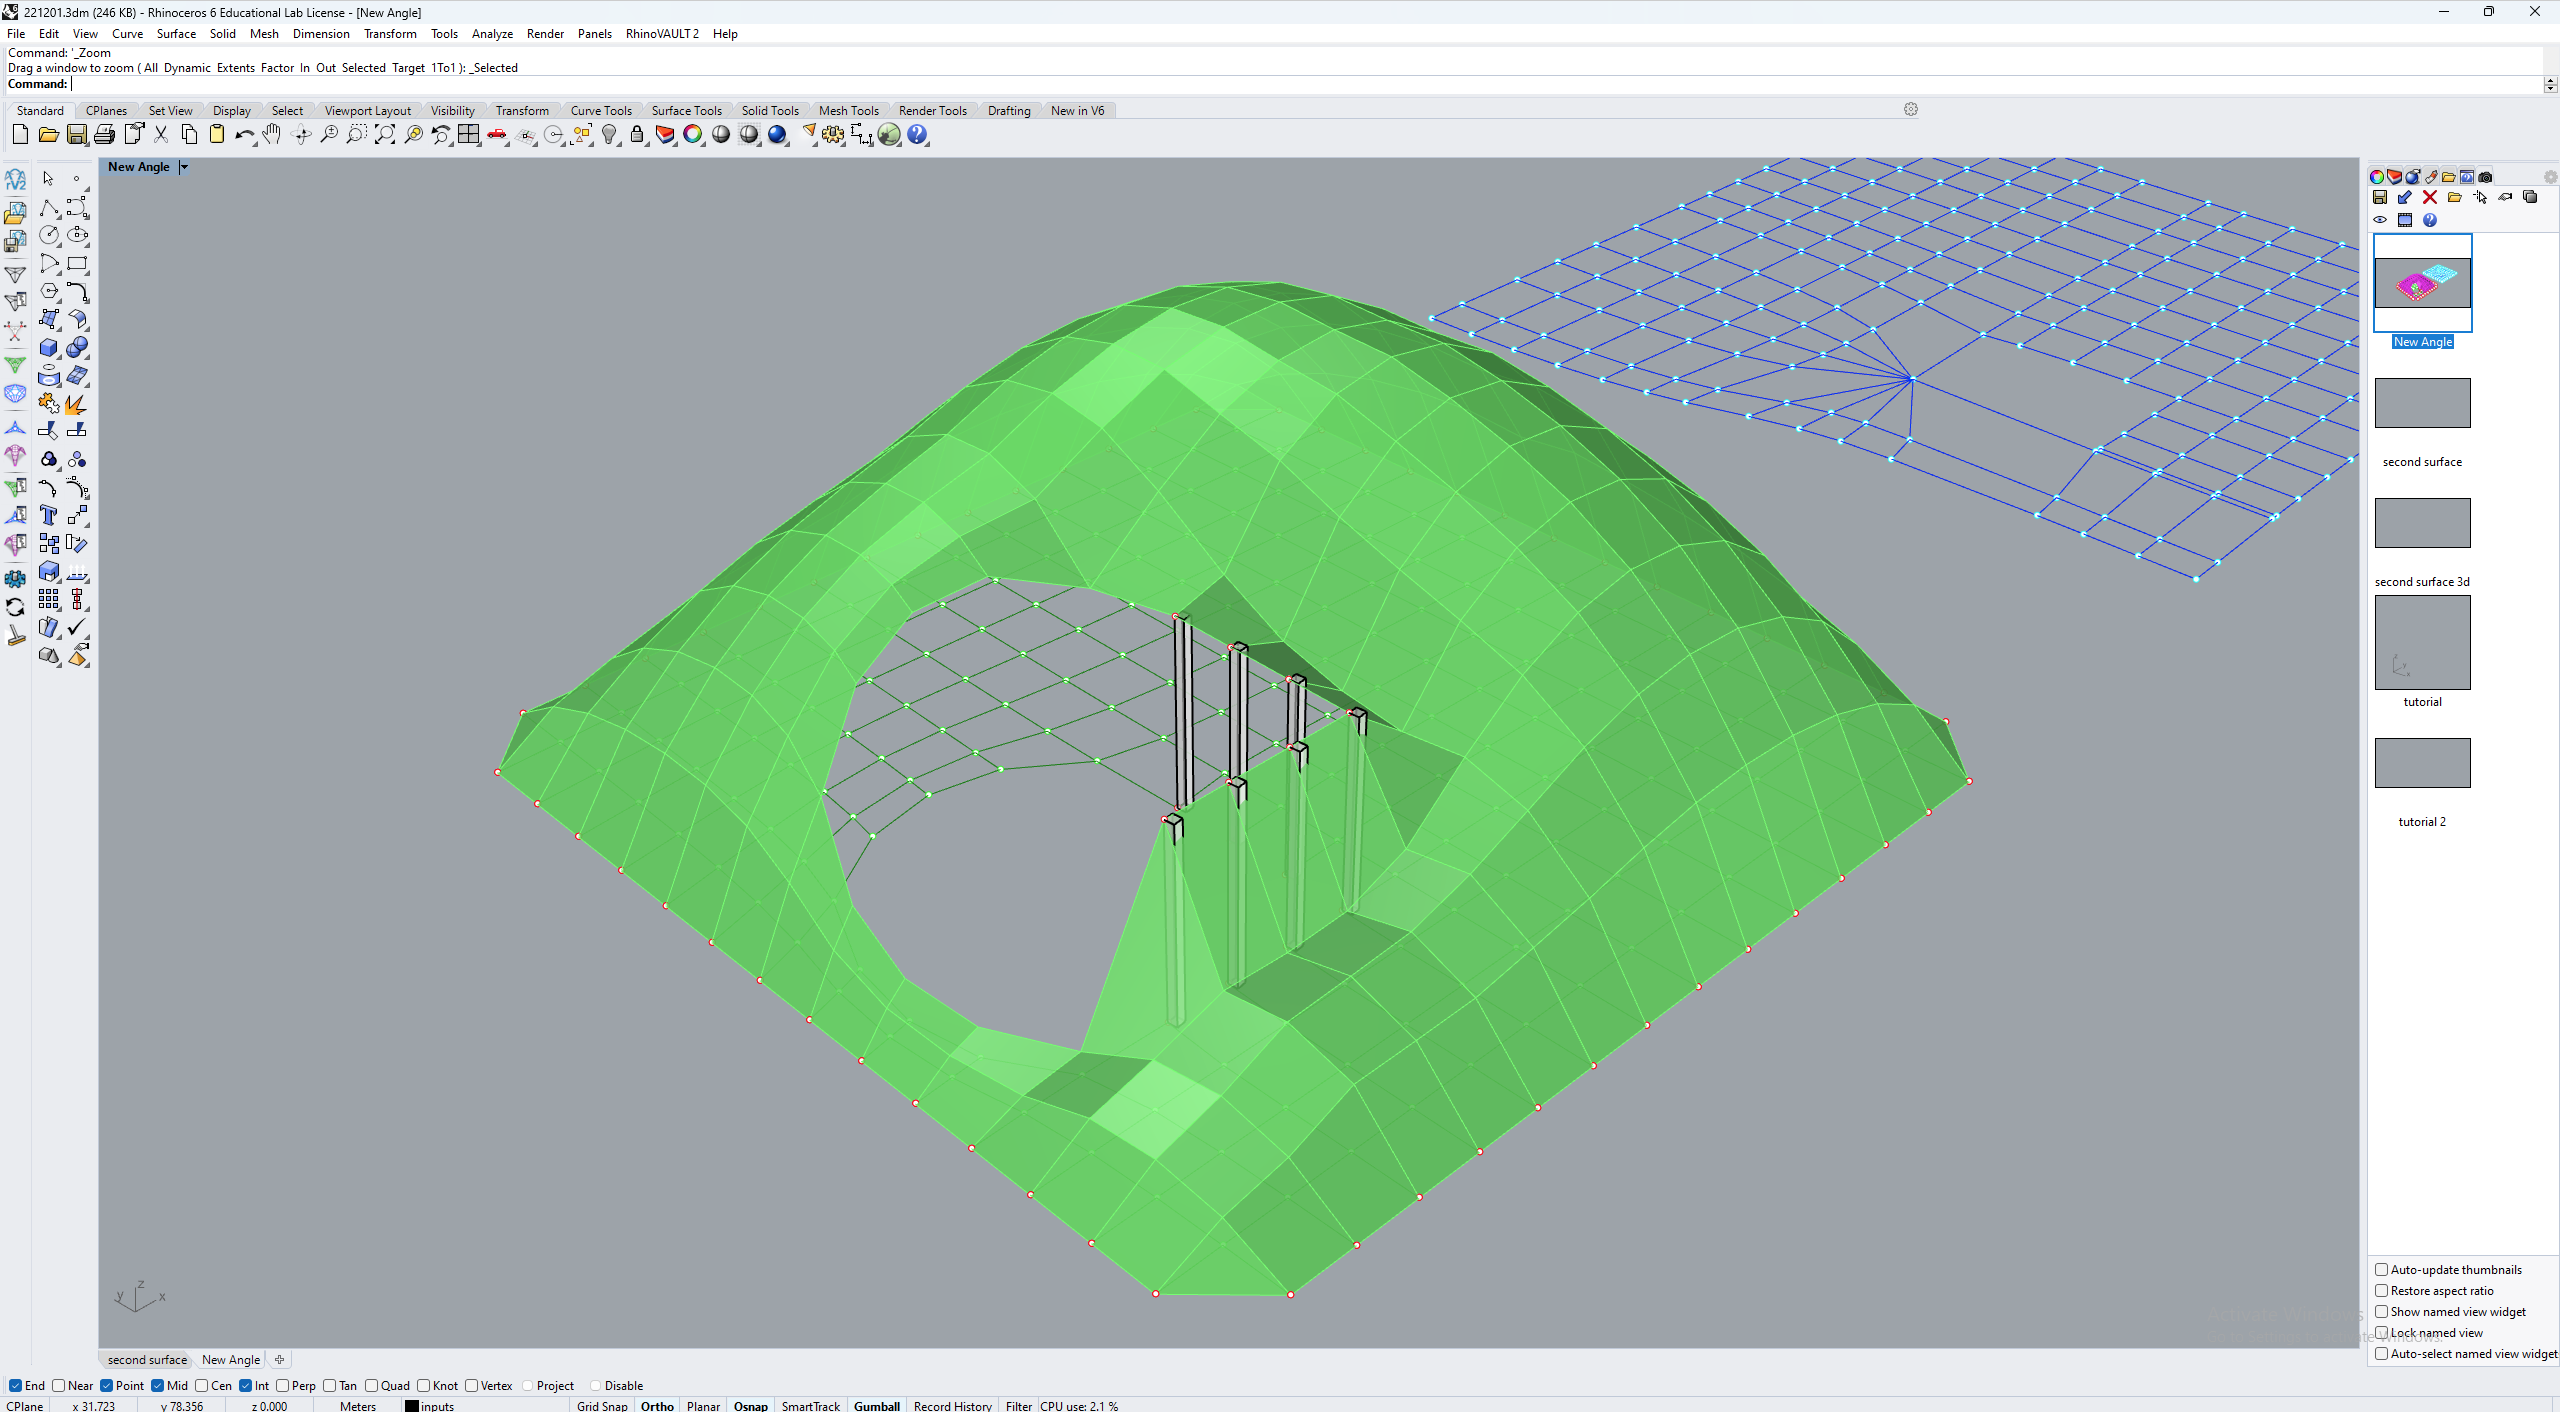 221201.3dm (246 KB) - Rhinoceros 6 Educational Lab License - [New Angle]
File Edit View Curve Surface Solid Mesh Dimension Transform Tools Analyze Render Panels RhinoVAULT 2 Help
Command: '_Zoom
Drag a window to zoom ( All Dynamic Extents Factor In Out Selected Target 1To1 ): _Selected
Command:
Standard CPlanes Set View Display Select Viewport Layout Visibility Transform Curve Tools Surface Tools Solid Tools Mesh Tools Render Tools Drafting New in V6
New Angle
rV2
New Angle
second surface
second surface 3d
tutorial
tutorial 2
z
y x
Auto-update thumbnails
Restore aspect ratio
Show named view widget
Lock named view
Auto-select named view widget
Activate Windows
second surface New Angle
End Near Point Mid Cen Int Perp Tan Quad Knot Vertex Project Disable
CPlane x 31.723 y 78.356 z 0.000 Meters inputs Grid Snap Ortho Planar Osnap SmartTrack Gumball Record History Filter CPU use: 2.1 %